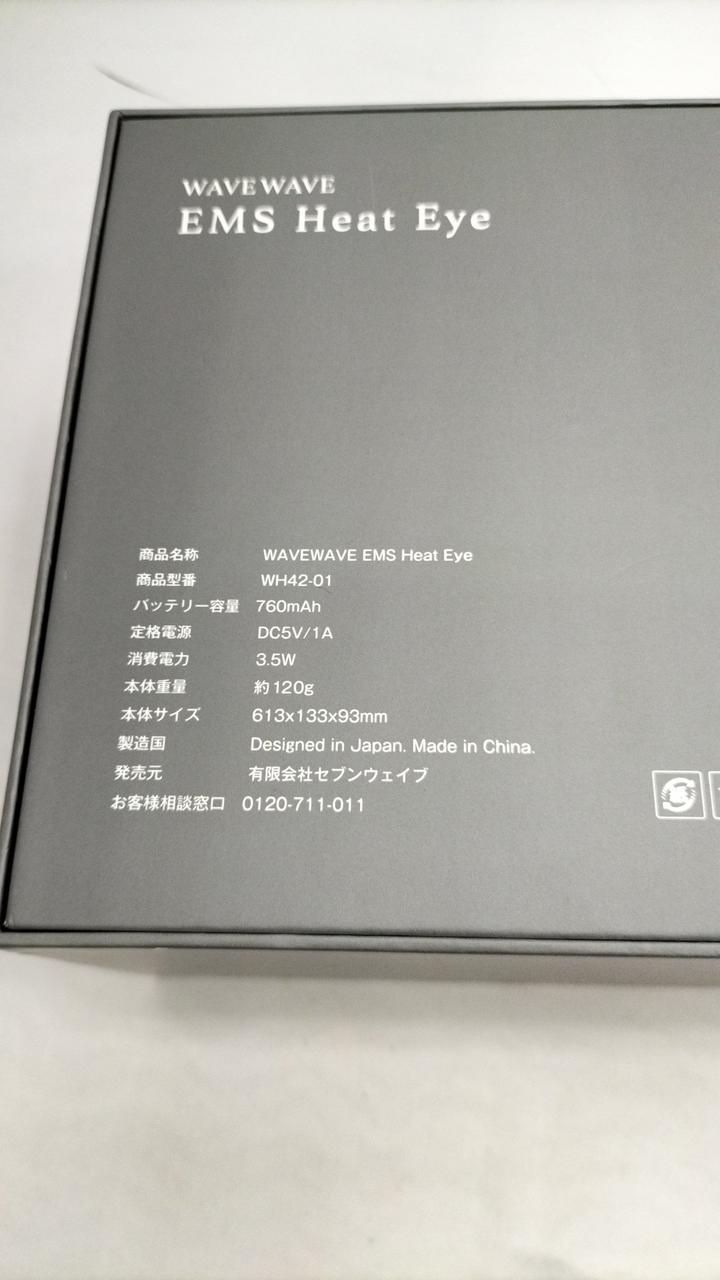 WAVEWAVE
EMS Heat Eye
商品名称 WAVEWAVE EMS Heat Eye
商品型番 WH42-01
バッテリー容量 760mAh
定格電源 DC5V/1A
消費電力 3.5W
本体重量 約120g
本体サイズ 613x133x93mm
製造国 Designed in Japan. Made in China.
発売元 有限会社セブンウェイブ
お客様相談窓口 0120-711-011